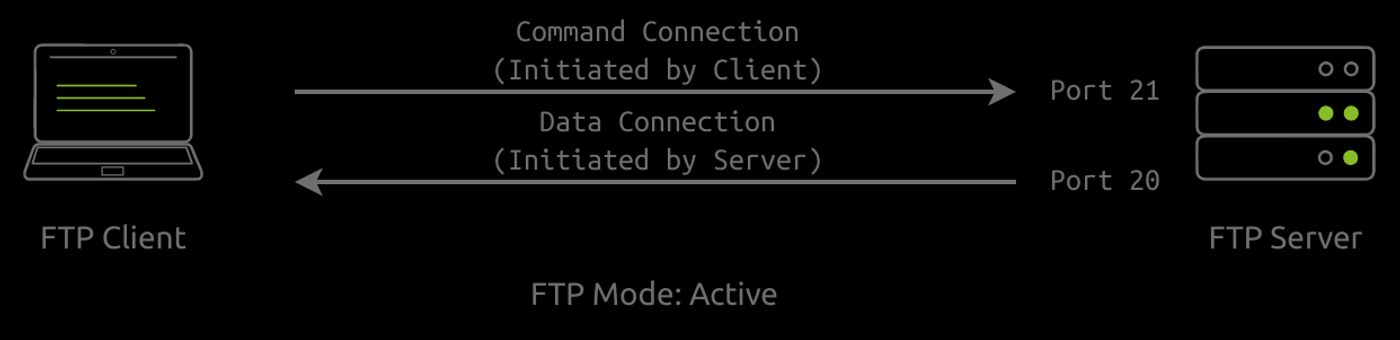 Command Connection
(Initiated by Client)
Port 21
Data Connection
(Initiated by Server)
Port 20
FTP Client
FTP Server
FTP Mode: Active